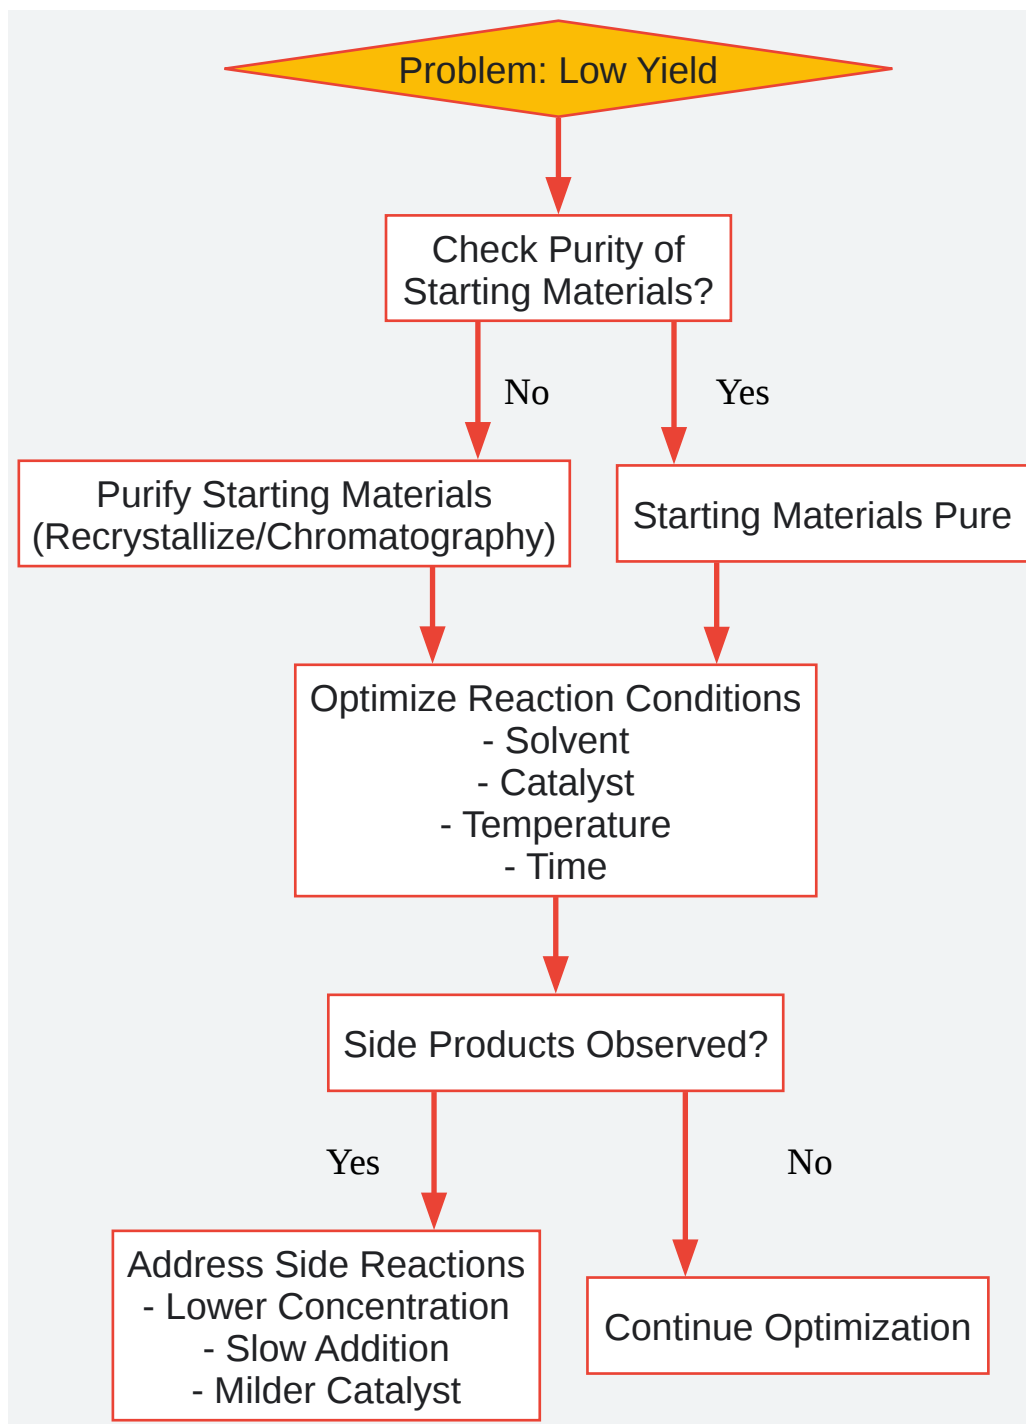 Problem: Low Yield
Check Purity of
Starting Materials?
No
Yes
Purify Starting Materials
(Recrystallize/Chromatography)
Starting Materials Pure
Optimize Reaction Conditions
- Solvent
- Catalyst
- Temperature
- Time
Side Products Observed?
Yes
No
Address Side Reactions
- Lower Concentration
- Slow Addition
- Milder Catalyst
Continue Optimization